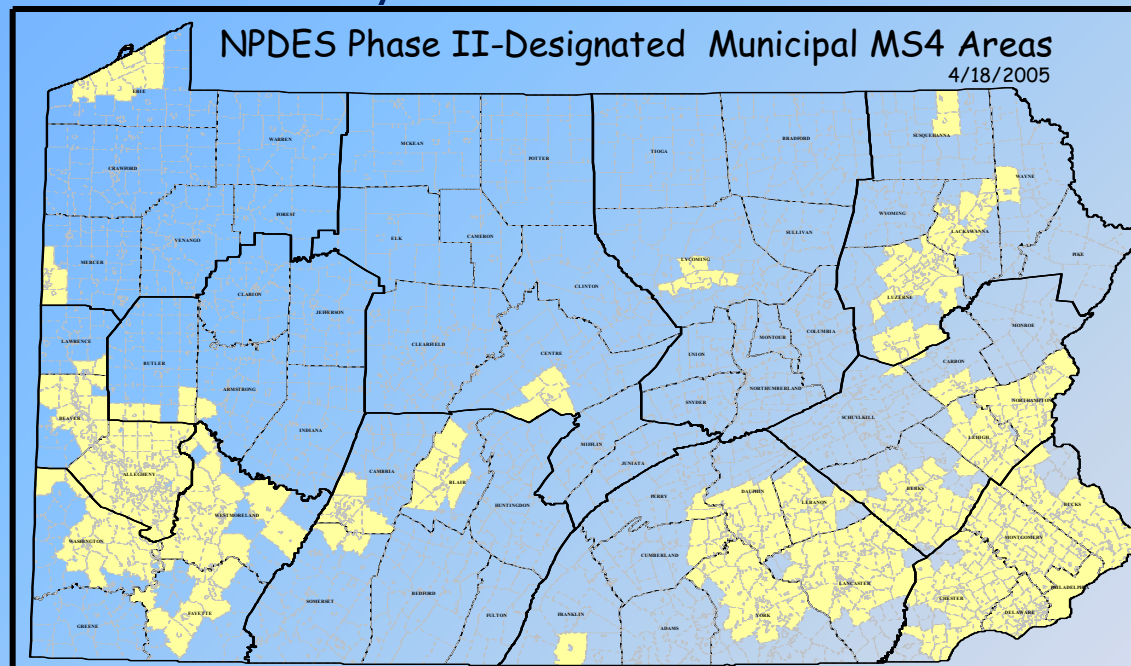 NPDES Phase II-Designated Municipal MS4 Areas
4/18/2005
ERIE
CRAWFORD
WARREN
MCKEAN
POTTER
TIOGA
BRADFORD
SUSQUEHANNA
WAYNE
WYOMING
LACKAWANNA
SULLIVAN
FOREST
VENANGO
ELK
CAMERON
MERCER
LYCOMING
PIKE
CLARION
CLINTON
LUZERNE
JEFFERSON
COLUMBIA
MONTOUR
MONROE
LAWRENCE
CLEARFIELD
CENTRE
UNION
CARBON
BUTLER
ARMSTRONG
NORTHUMBERLAND
SNYDER
NORTHAMPTON
BEAVER
SCHUYLKILL
INDIANA
MIFLIN
LEHIGH
JUNIATA
ALLEGHENY
CAMBRIA
BLAIR
HUNTINGDON
PERRY
DAUPHIN
LEBANON
BERKS
BUCKS
WESTMORELAND
MONTGOMERY
WASHINGTON
CUMBERLAND
LANCASTER
PHILADELPHIA
SOMERSET
BEDFORD
FULTON
FRANKLIN
ADAMS
YORK
CHESTER
DELAWARE
FAYETTE
GREENE